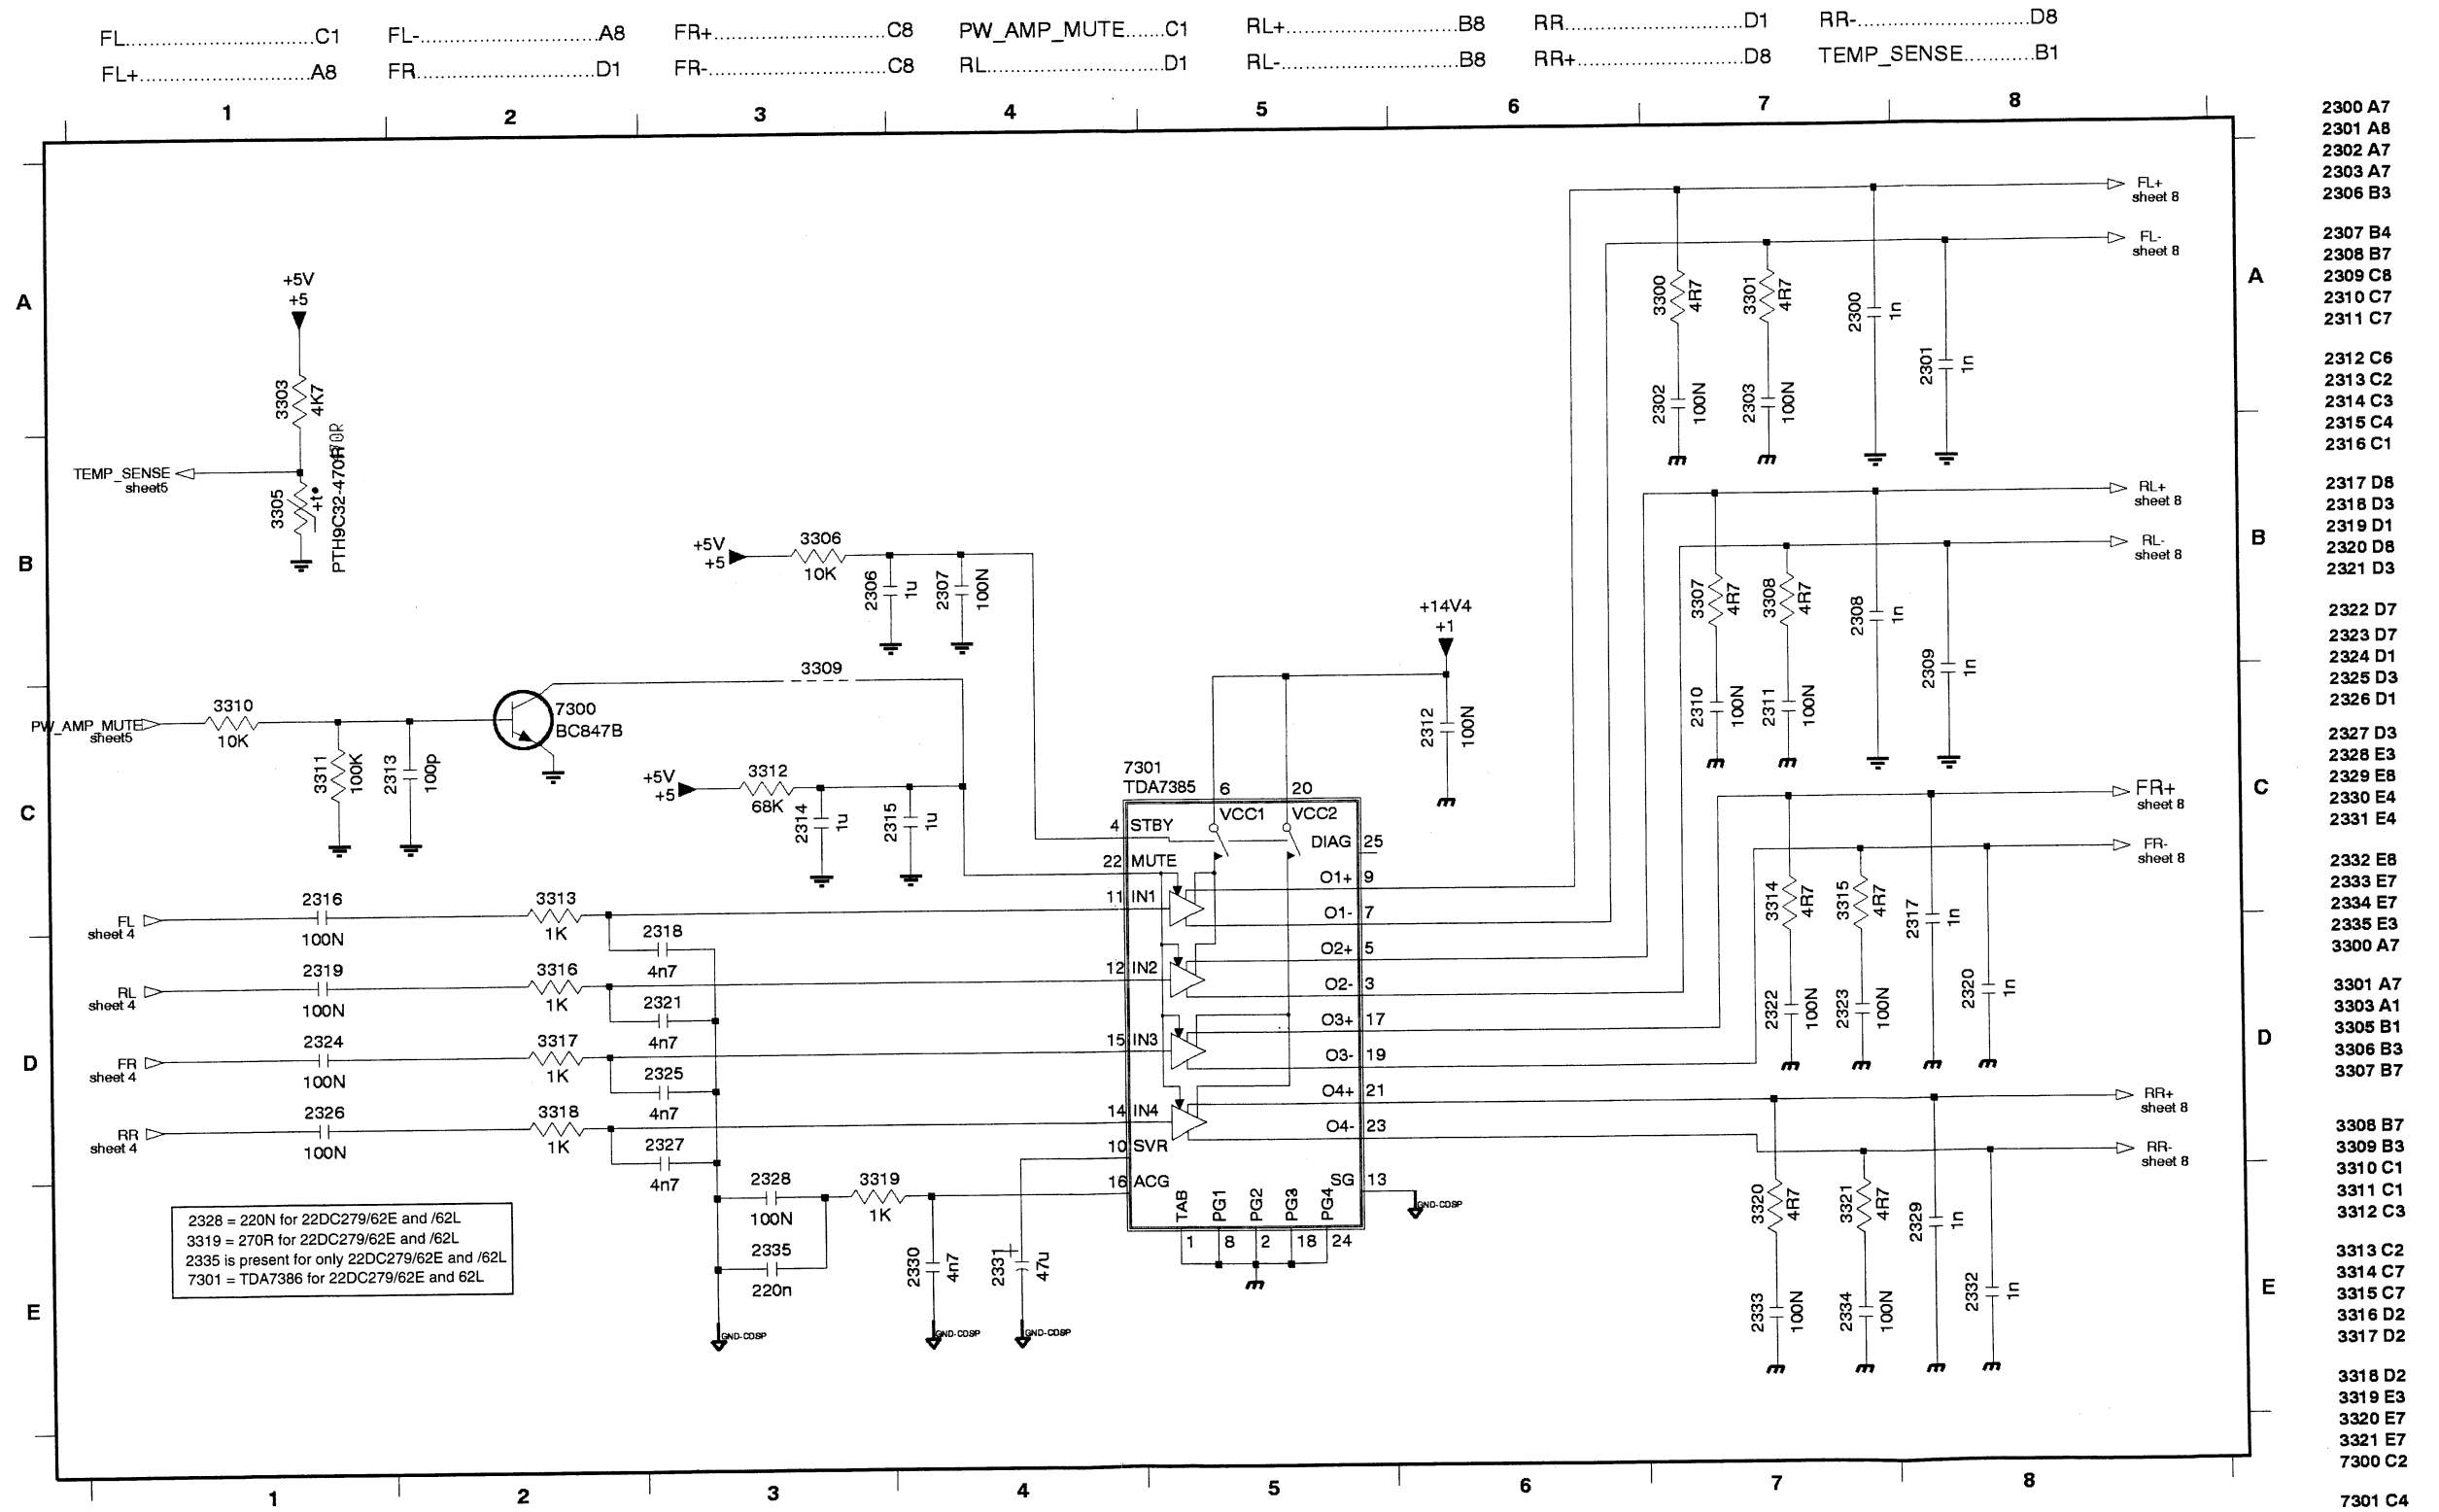 FL..............................C1 FL-............................A8 FR+...........................C8 PW_AMP_MUTE......C1 RL+...........................B8 RR............................D1 RR-...........................D8
FL+...........................A8 FR............................D1 FR-............................C8 RL............................D1 RL-............................B8 RR+..........................D8 TEMP_SENSE...........B1
1 2 3 4 5 6 7 8
A
B
C
D
E
+5V
+5
3303
4K7
TEMP_SENSE
sheet5
3305
+t
PTH9C32-470R
470R
PW_AMP_MUTE
sheet5
3310
10K
3311
100K
2313
100p
7300
BC847B
3309
+5V
+5
3306
10K
2306
1u
2307
100N
+5V
+5
3312
68K
2314
1u
2315
1u
FL
sheet 4
2316
100N
3313
1K
2318
4n7
RL
sheet 4
2319
100N
3316
1K
2321
4n7
FR
sheet 4
2324
100N
3317
1K
2325
4n7
RR
sheet 4
2326
100N
3318
1K
2327
4n7
2328
100N
3319
1K
2335
220n
2330
4n7
2331
+
47u
GND-CDSP
GND-CDSP
GND-CDSP
2328 = 220N for 22DC279/62E and /62L
3319 = 270R for 22DC279/62E and /62L
2335 is present for only 22DC279/62E and /62L
7301 = TDA7386 for 22DC279/62E and 62L
+14V4
+1
2312
100N
7301
TDA7385
6 20
VCC1 VCC2
4 STBY
DIAG 25
22 MUTE
O1+ 9
11 IN1
O1- 7
O2+ 5
12 IN2
O2- 3
O3+ 17
15 IN3
O3- 19
O4+ 21
14 IN4
O4- 23
10 SVR
16 ACG
SG 13
GND-CDSP
TAB PG1 PG2 PG3 PG4
1 8 2 18 24
FL+
sheet 8
FL-
sheet 8
3300
4R7
3301
4R7
2300
1n
2301
1n
2302
100N
2303
100N
RL+
sheet 8
RL-
sheet 8
3307
4R7
3308
4R7
2308
1n
2309
1n
2310
100N
2311
100N
FR+
sheet 8
FR-
sheet 8
3314
4R7
3315
4R7
2317
1n
2320
1n
2322
100N
2323
100N
RR+
sheet 8
RR-
sheet 8
3320
4R7
3321
4R7
2329
1n
2332
1n
2333
100N
2334
100N
A
B
C
D
E
1 2 3 4 5 6 7 8
2300 A7
2301 A8
2302 A7
2303 A7
2306 B3
2307 B4
2308 B7
2309 C8
2310 C7
2311 C7
2312 C6
2313 C2
2314 C3
2315 C4
2316 C1
2317 D8
2318 D3
2319 D1
2320 D8
2321 D3
2322 D7
2323 D7
2324 D1
2325 D3
2326 D1
2327 D3
2328 E3
2329 E8
2330 E4
2331 E4
2332 E8
2333 E7
2334 E7
2335 E3
3300 A7
3301 A7
3303 A1
3305 B1
3306 B3
3307 B7
3308 B7
3309 B3
3310 C1
3311 C1
3312 C3
3313 C2
3314 C7
3315 C7
3316 D2
3317 D2
3318 D2
3319 E3
3320 E7
3321 E7
7300 C2
7301 C4